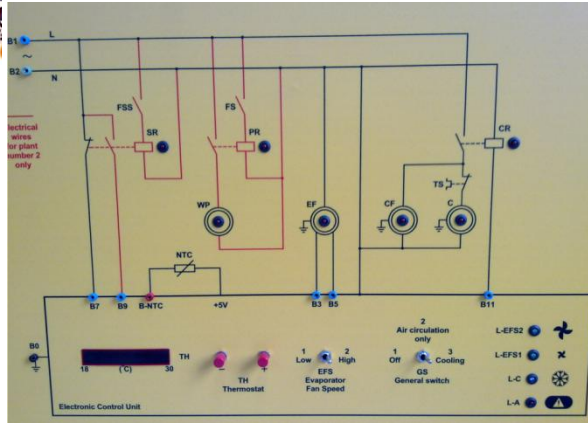 B1 L
~
B2 N
FSS
FS
electrical
wires
for plant
number 2
only
SR
PR
CR
TS
WP
EF
CF
C
NTC
B7 B9 B-NTC +5V B3 B5 B11
B0
18 (°C) 30
TH
- +
TH
Thermostat
1
Low
2
High
EFS
Evaporator
Fan Speed
2
Air circulation
only
1
Off
3
Cooling
GS
General switch
L-EFS2
L-EFS1
L-C
L-A
Electronic Control Unit